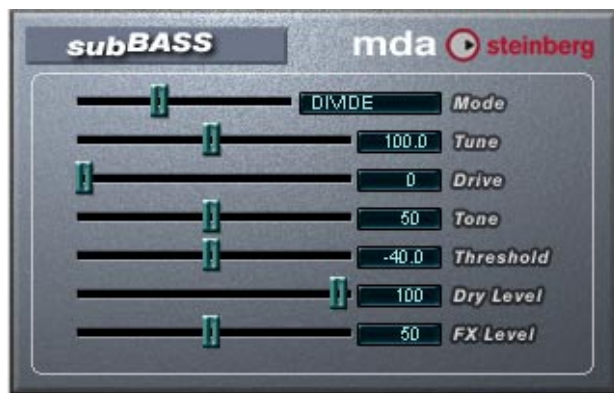 subBASS mda steinberg
DIVIDE Mode
100.0 Tune
0 Drive
50 Tone
-40.0 Threshold
100 Dry Level
50 FX Level